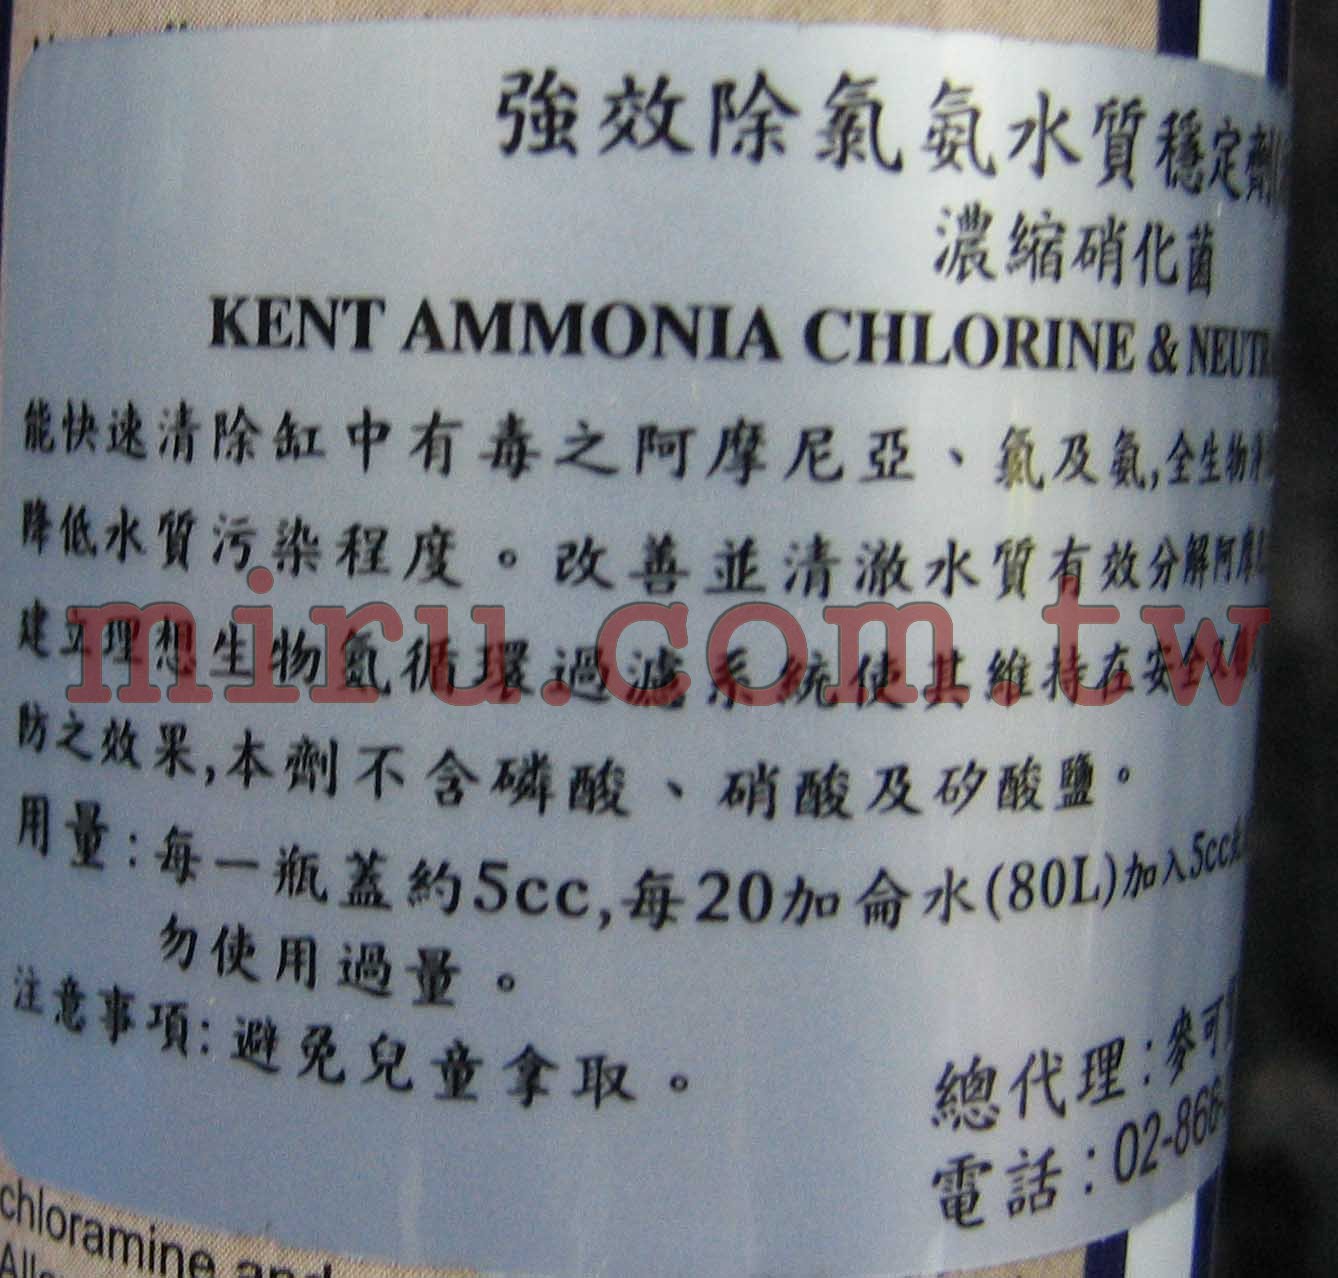 強效除氯氨水質穩定劑
濃縮硝化菌
KENT AMMONIA CHLORINE & NEUTR
能快速清除缸中有毒之阿摩尼亞、氯及氨,全生物
降低水質污染程度。改善並清澈水質有效分解阿摩
建立理想生物氮循環過濾系統使其維持在安全
防之效果,本劑不含磷酸、硝酸及矽酸鹽。
用量:每一瓶蓋約5cc,每20加侖水(80L)加入5cc
勿使用過量。
注意事項:避免兒童拿取。
總代理:麥可
電話:02-866
chloramine and
miru.com.tw